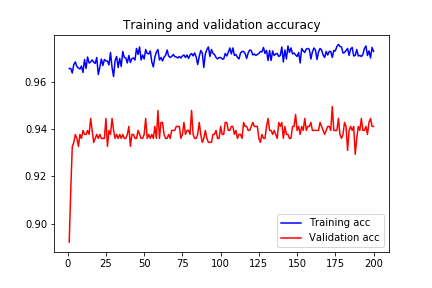 Training and validation accuracy
0.96
0.94
0.92
0.90
0 25 50 75 100 125 150 175 200
Training acc
Validation acc